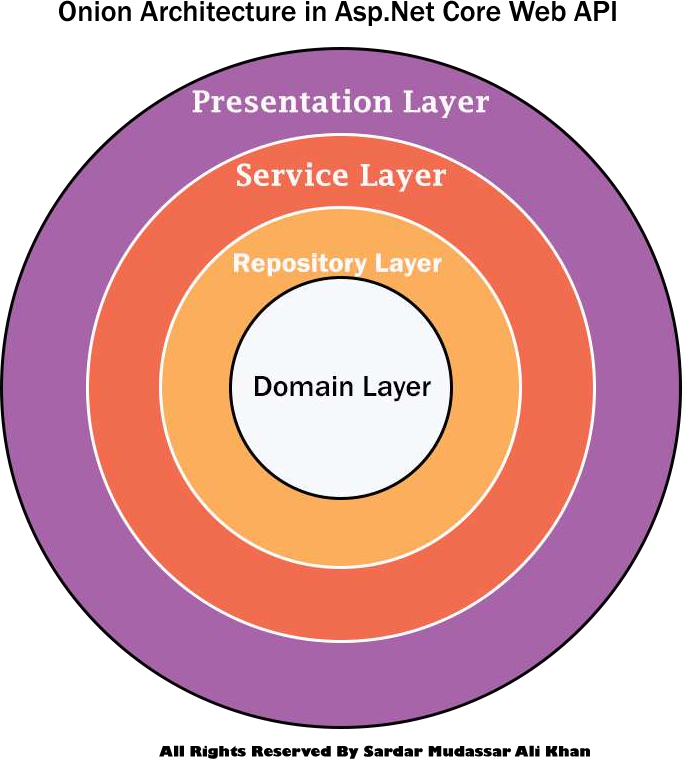 Onion Architecture in Asp.Net Core Web API
Presentation Layer
Service Layer
Repository Layer
Domain Layer
All Rights Reserved By Sardar Mudassar Ali Khan